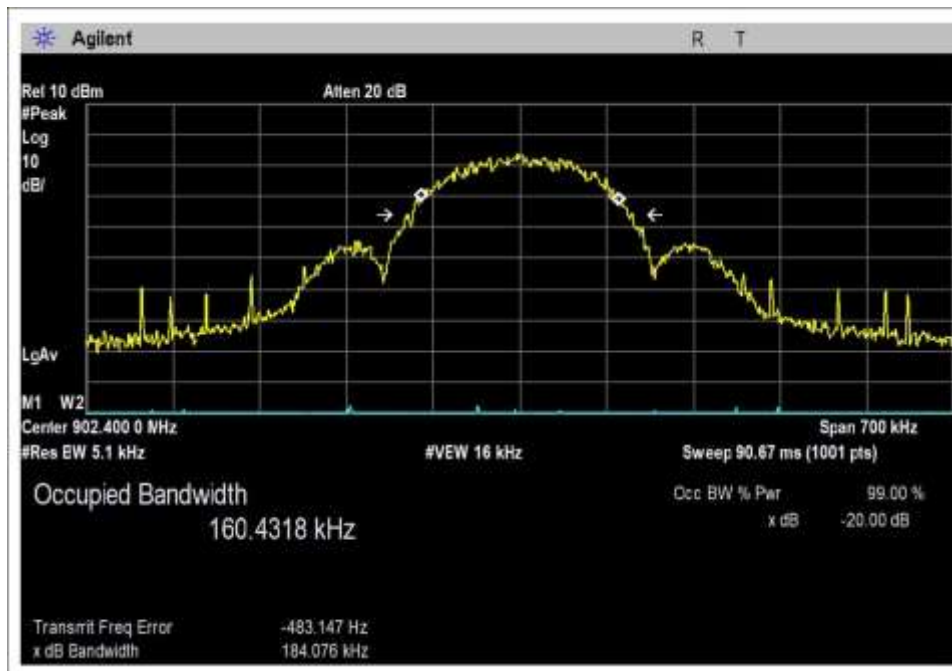 Agilent R T
Ref 10 dBm Atten 20 dB
#Peak
Log
10
dB/
LgAv
M1 W2
Center 902.400 0 MHz Span 700 kHz
#Res BW 5.1 kHz #VBW 16 kHz Sweep 90.67 ms (1001 pts)
Occupied Bandwidth Occ BW % Pwr 99.00 %
160.4318 kHz x dB -20.00 dB
Transmit Freq Error -483.147 Hz
x dB Bandwidth 184.076 kHz